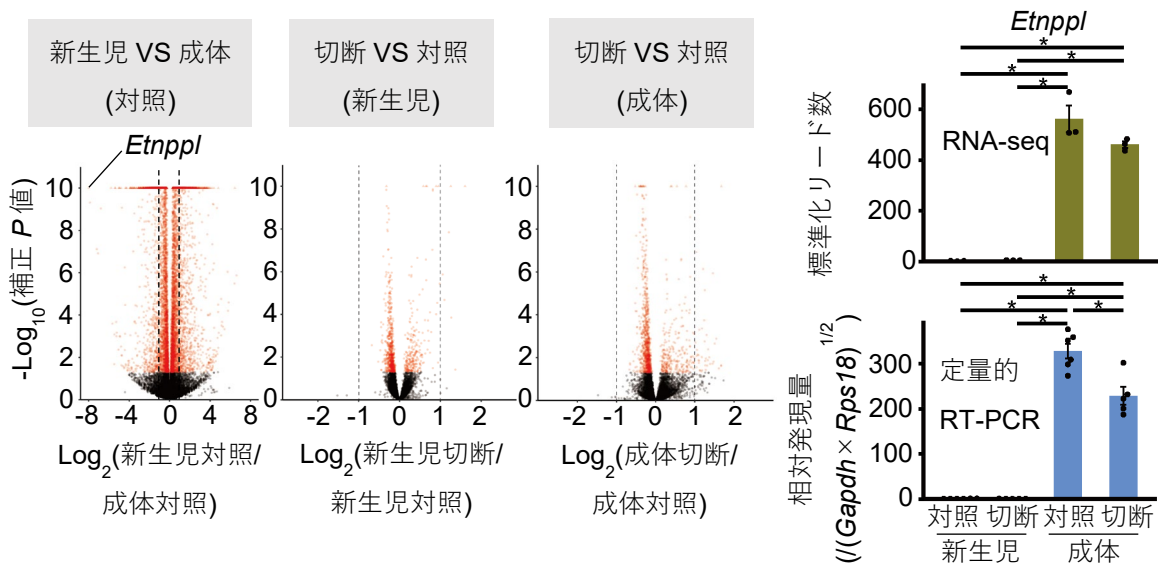 新生児 VS 成体
(対照)
切断 VS 対照
(新生児)
切断 VS 対照
(成体)
Etnppl
-Log10(補正 P 値)
10
8
6
4
2
0
-8
-4
0
4
8
Log2(新生児対照/
成体対照)
10
8
6
4
2
0
-2
-1
0
1
2
Log2(新生児切断/
新生児対照)
10
8
6
4
2
0
-2
-1
0
1
2
Log2(成体切断/
成体対照)
Etnppl
*
*
*
*
標準化リード数
600
400
200
0
RNA-seq
*
*
*
*
*
相対発現量
(/(Gapdh × Rps18)1/2
300
200
100
0
定量的
RT-PCR
対照 切断 対照 切断
新生児 成体